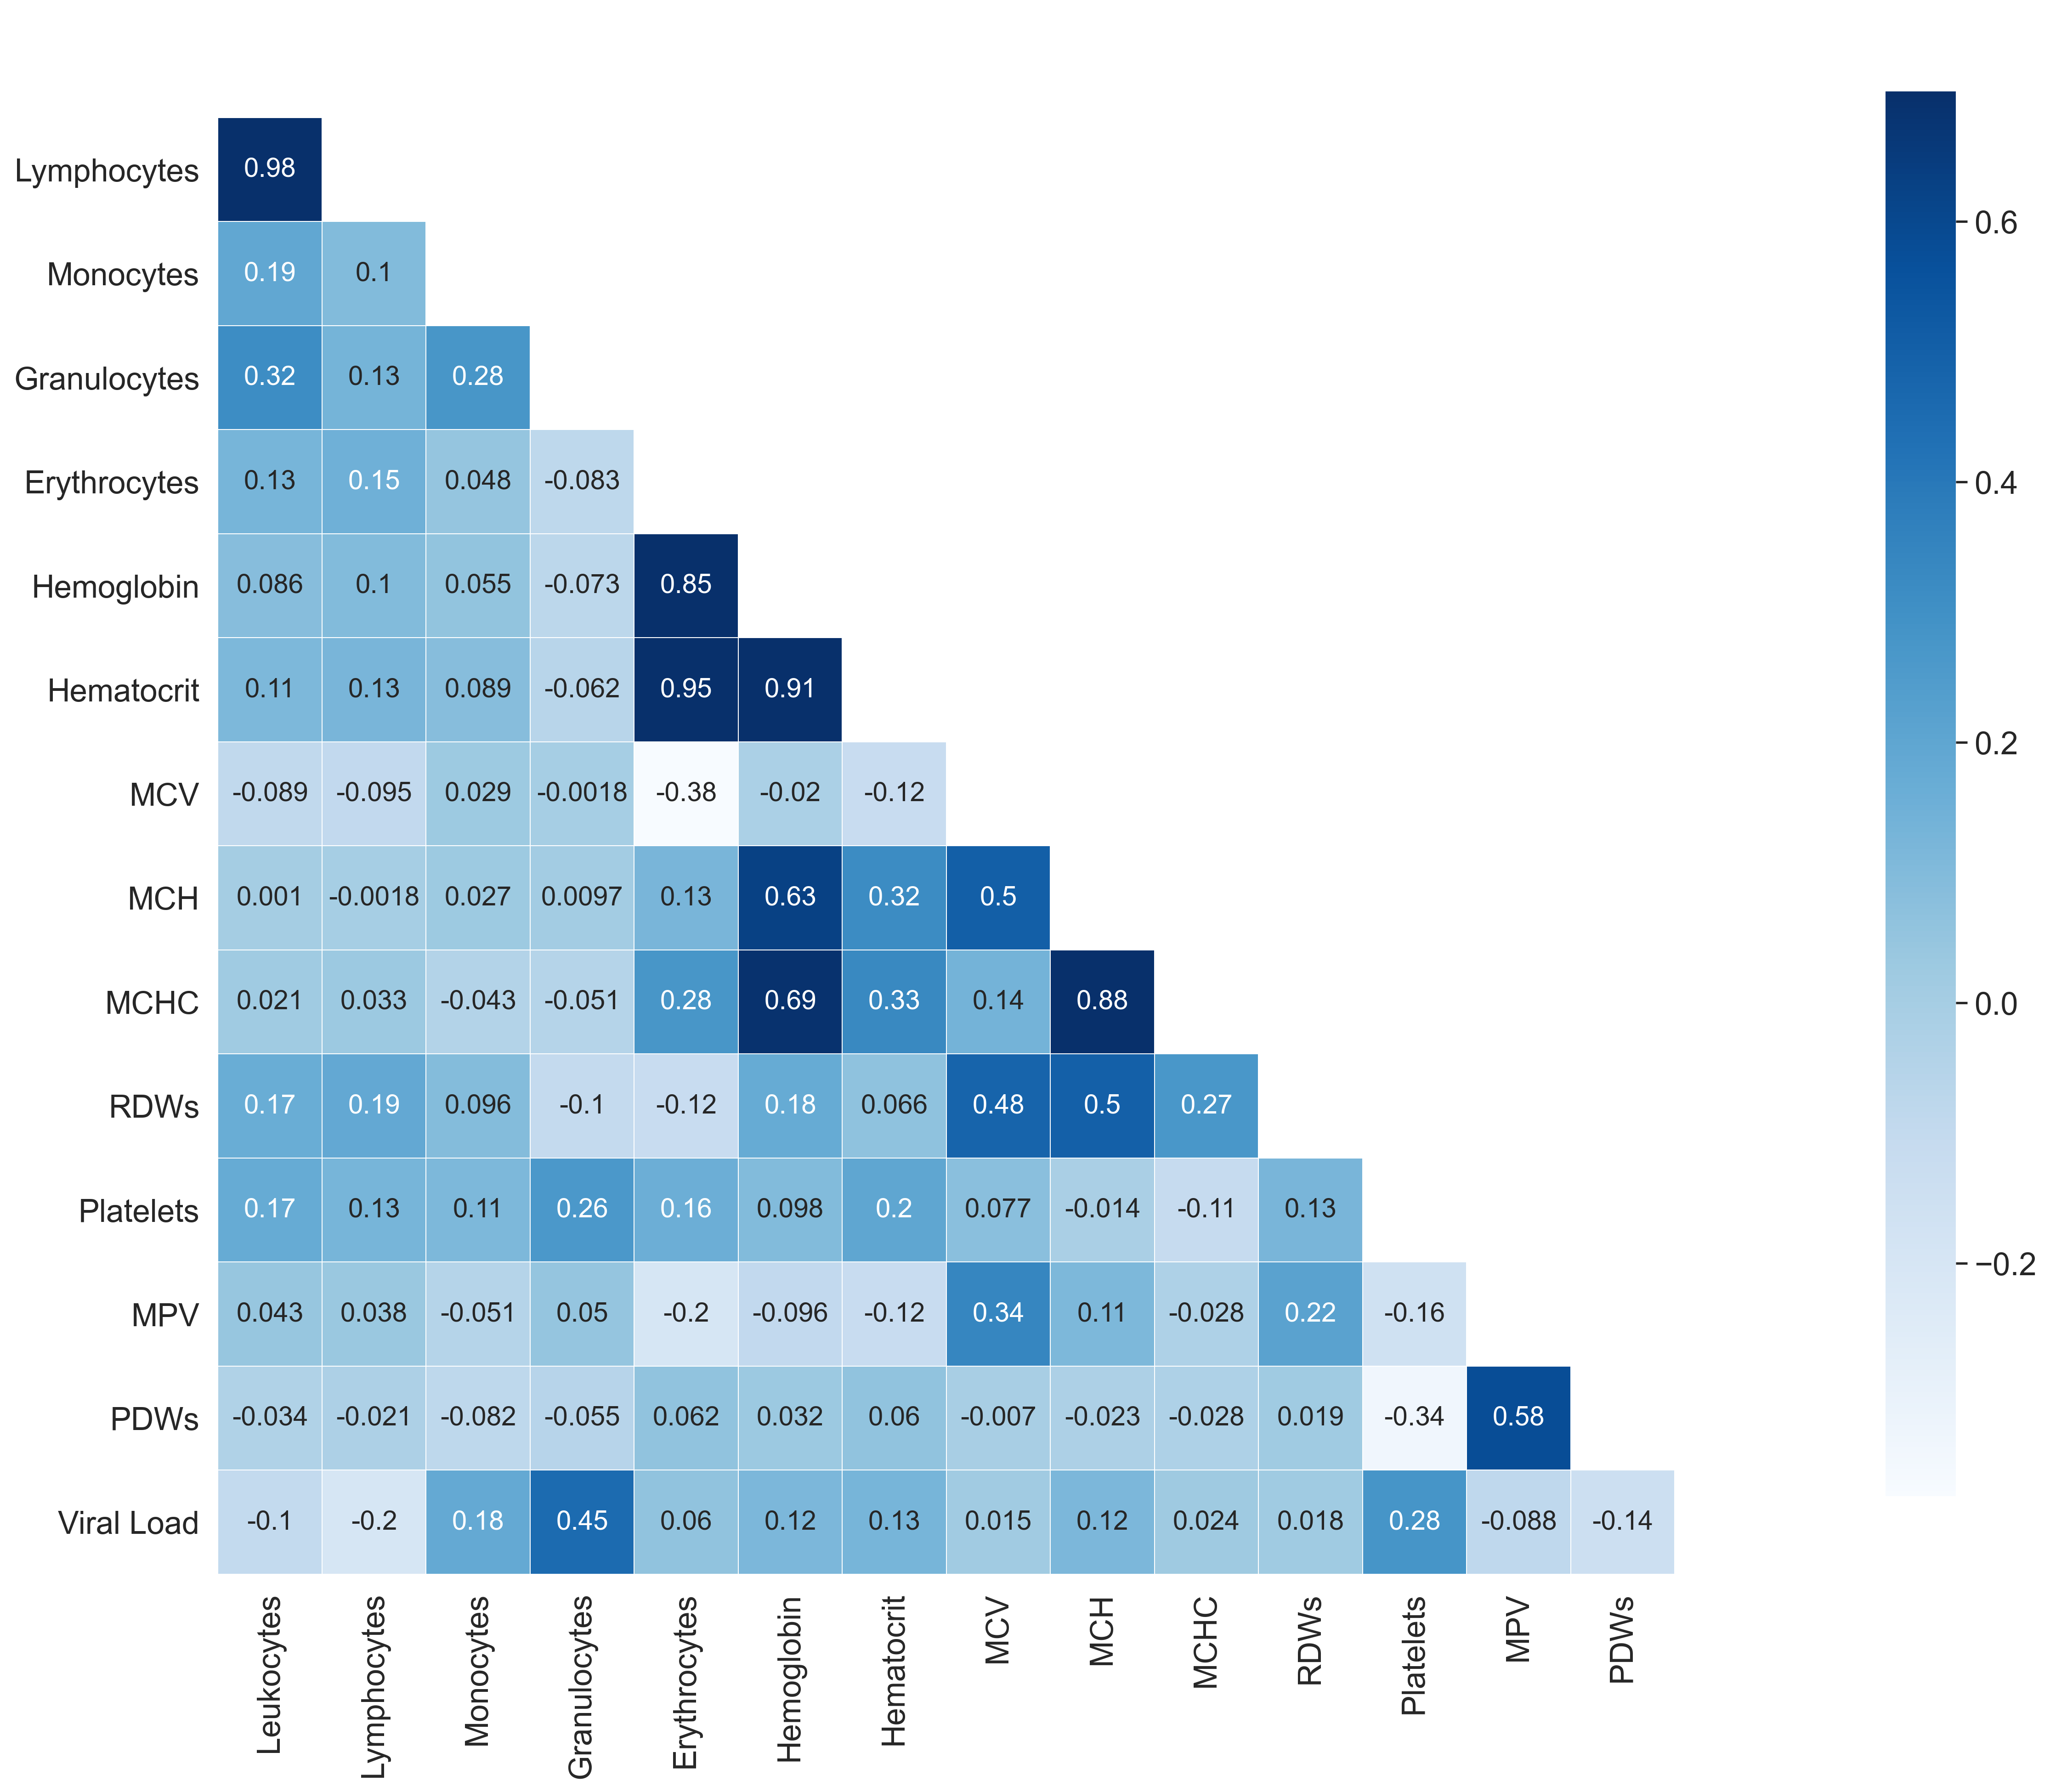 Lymphocytes 0.98
Monocytes 0.19 0.1
Granulocytes 0.32 0.13 0.28
Erythrocytes 0.13 0.15 0.048 -0.083
Hemoglobin 0.086 0.1 0.055 -0.073 0.85
Hematocrit 0.11 0.13 0.089 -0.062 0.95 0.91
MCV -0.089 -0.095 0.029 -0.0018 -0.38 -0.02 -0.12
MCH 0.001 -0.0018 0.027 0.0097 0.13 0.63 0.32 0.5
MCHC 0.021 0.033 -0.043 -0.051 0.28 0.69 0.33 0.14 0.88
RDWs 0.17 0.19 0.096 -0.1 -0.12 0.18 0.066 0.48 0.5 0.27
Platelets 0.17 0.13 0.11 0.26 0.16 0.098 0.2 0.077 -0.014 -0.11 0.13
MPV 0.043 0.038 -0.051 0.05 -0.2 -0.096 -0.12 0.34 0.11 -0.028 0.22 -0.16
PDWs -0.034 -0.021 -0.082 -0.055 0.062 0.032 0.06 -0.007 -0.023 -0.028 0.019 -0.34 0.58
Viral Load -0.1 -0.2 0.18 0.45 0.06 0.12 0.13 0.015 0.12 0.024 0.018 0.28 -0.088 -0.14
Leukocytes
Lymphocytes
Monocytes
Granulocytes
Erythrocytes
Hemoglobin
Hematocrit
MCV
MCH
MCHC
RDWs
Platelets
MPV
PDWs
0.6
0.4
0.2
0.0
−0.2